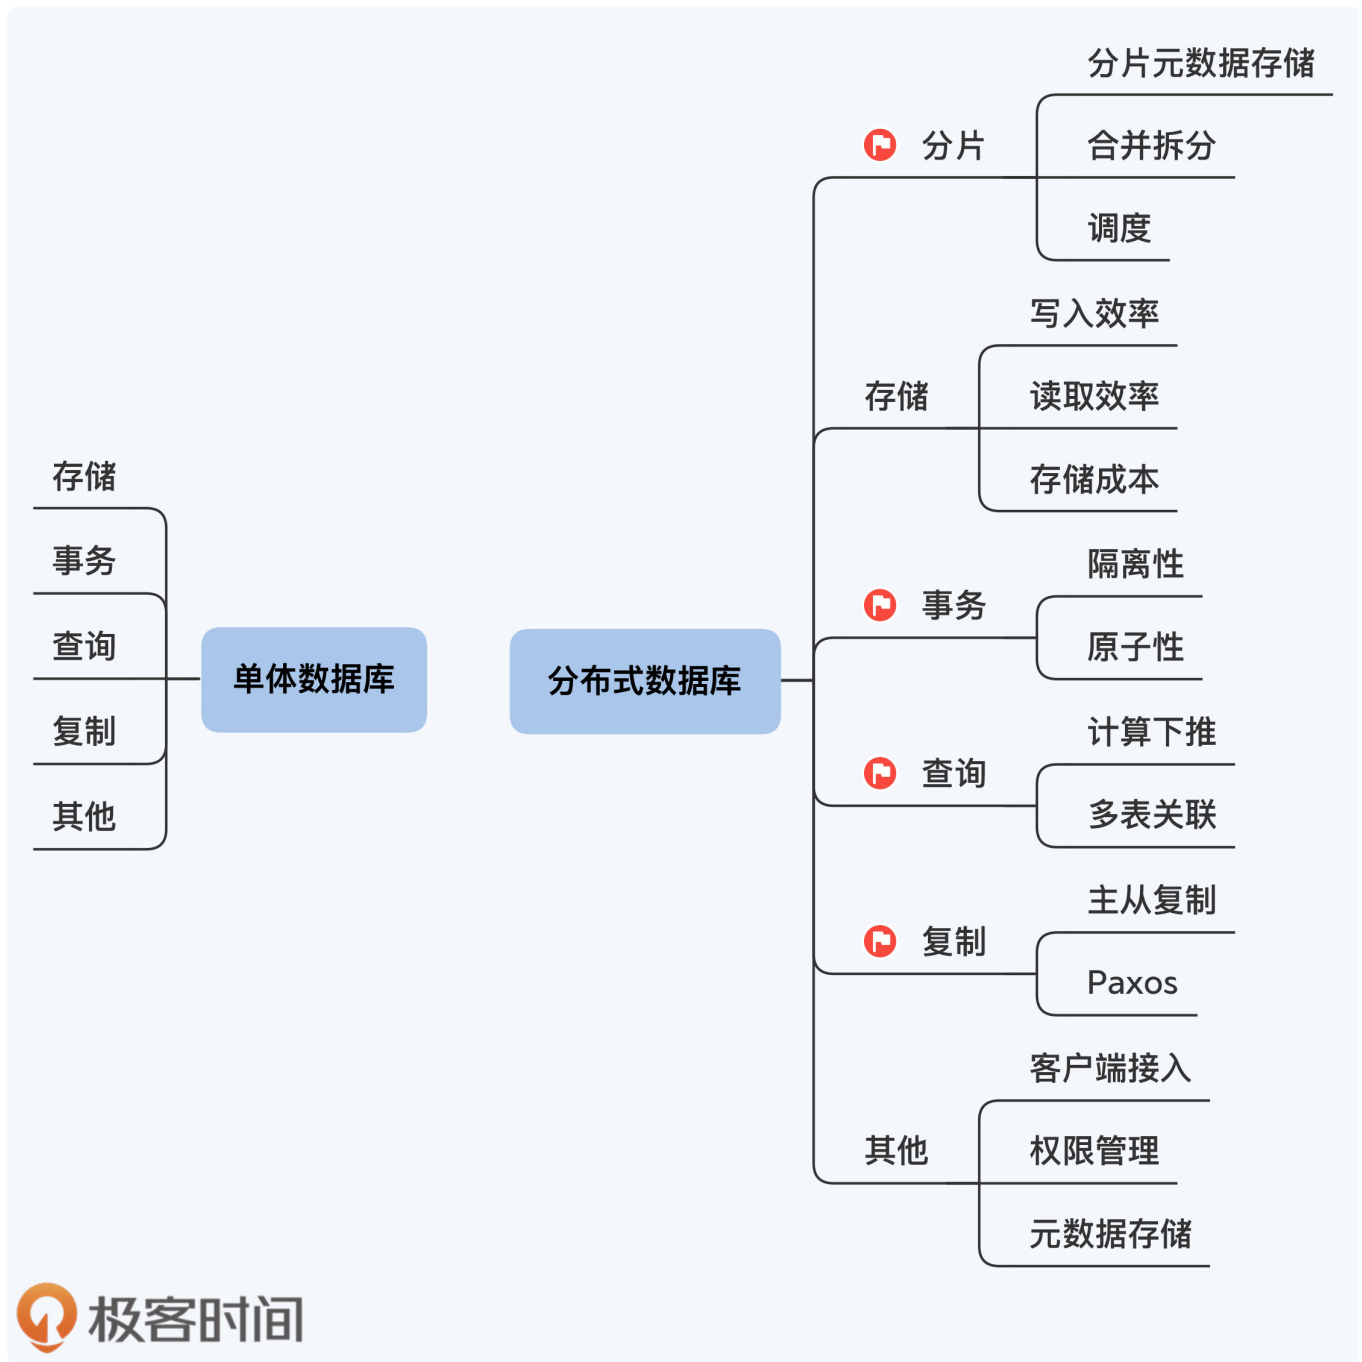 存储
事务
查询
复制
其他
单体数据库
分布式数据库
分片
分片元数据存储
合并拆分
调度
存储
写入效率
读取效率
存储成本
事务
隔离性
原子性
查询
计算下推
多表关联
复制
主从复制
Paxos
其他
客户端接入
权限管理
元数据存储
极客时间